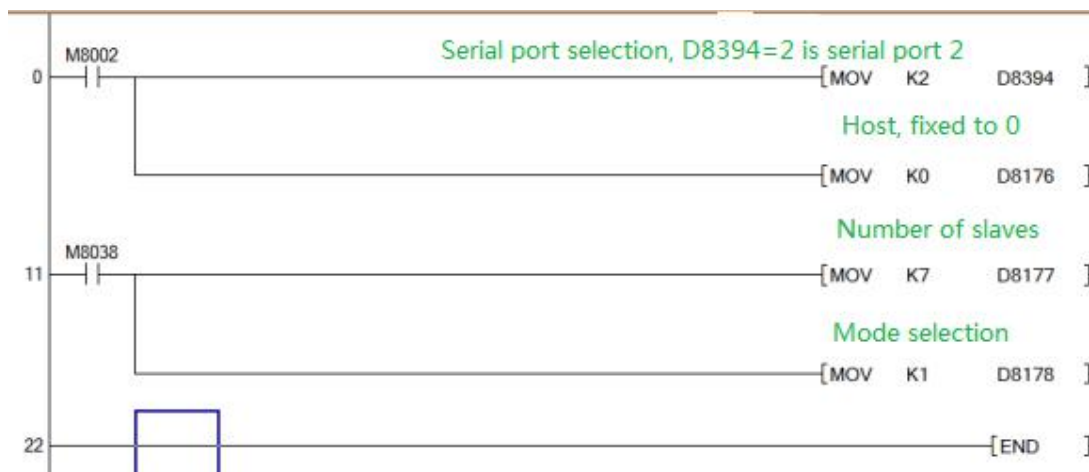 Serial port selection, D8394=2 is serial port 2
M8002
0 [MOV K2 D8394 ]
Host, fixed to 0
[MOV K0 D8176 ]
Number of slaves
M8038
11 [MOV K7 D8177 ]
Mode selection
[MOV K1 D8178 ]
22 [END ]